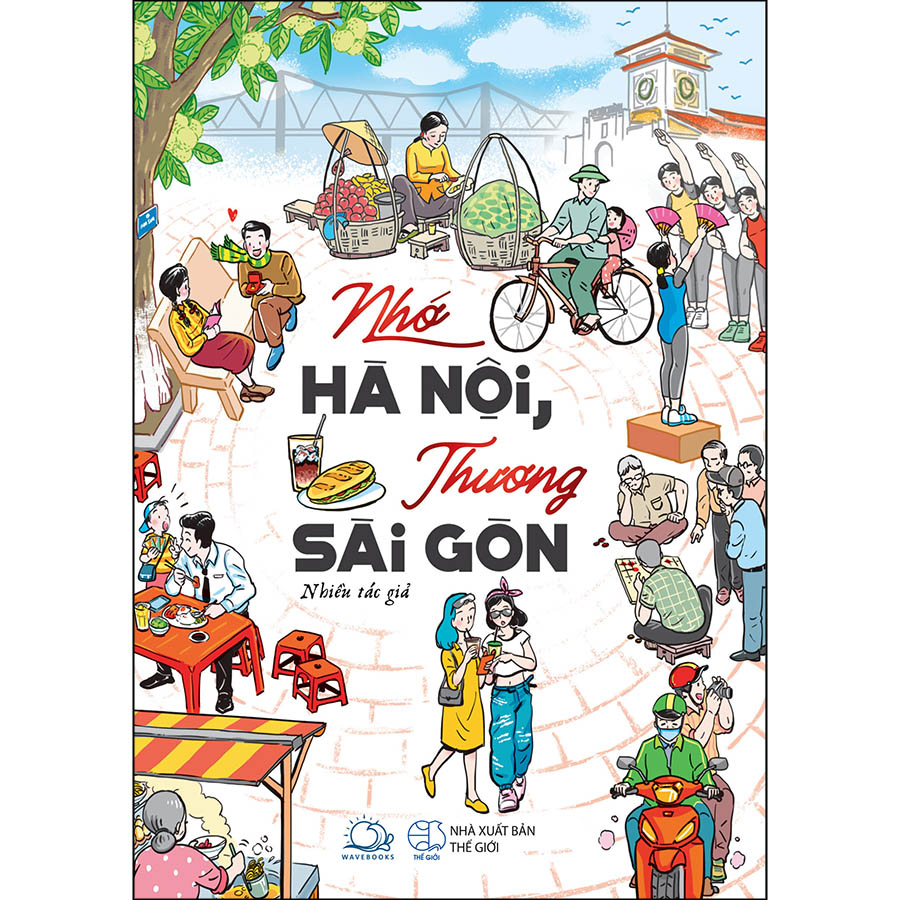 Nhớ
HÀ NỘi,
Thương
SÀi GÒN
Nhiều tác giả
WAVEBOOKS
THẾ GIỚI
NHÀ XUẤT BẢN
THẾ GIỚI